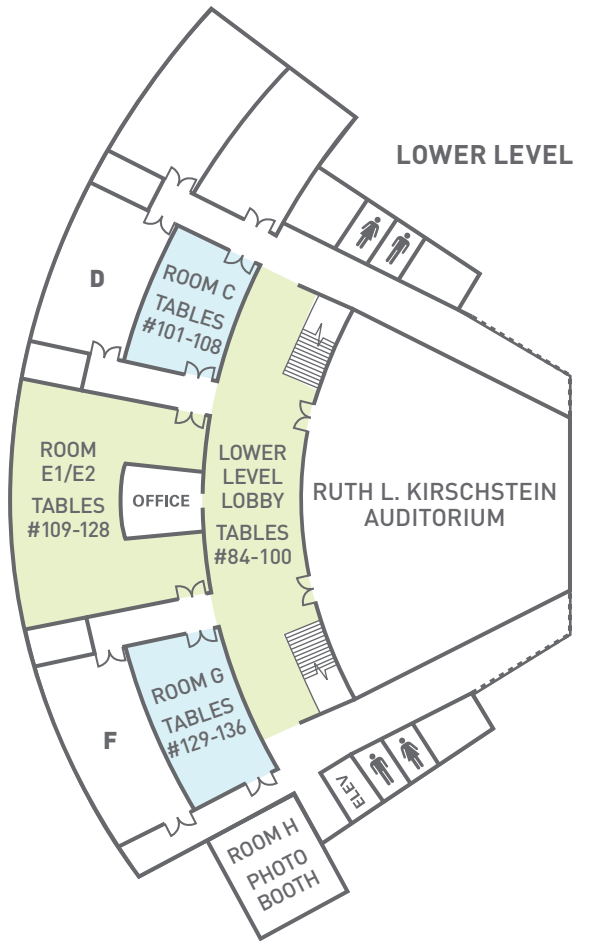 LOWER LEVEL
D
ROOM C
TABLES
#101-108
ROOM
E1/E2
TABLES
#109-128
OFFICE
LOWER
LEVEL
LOBBY
TABLES
#84-100
RUTH L. KIRSCHSTEIN
AUDITORIUM
F
ROOM G
TABLES
#129-136
ELEV
ROOM H
PHOTO
BOOTH